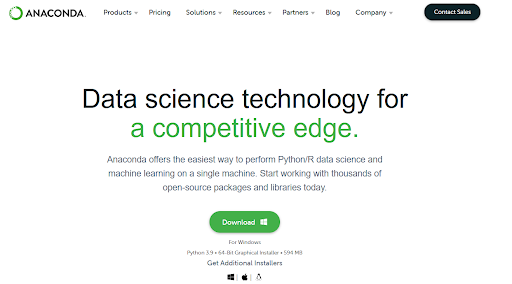 ANACONDA.
Products Pricing Solutions Resources Partners Blog Company Contact Sales
Data science technology for
a competitive edge.
Anaconda offers the easiest way to perform Python/R data science and
machine learning on a single machine. Start working with thousands of
open-source packages and libraries today.
Download
For Windows
Python 3.9 • 64-Bit Graphical Installer • 594 MB
Get Additional Installers
| |